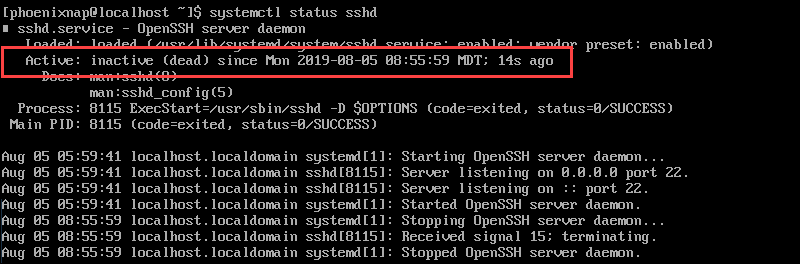 [phoenixnap@localhost ~]$ systemctl status sshd
■ sshd.service - OpenSSH server daemon
Loaded: loaded (/usr/lib/systemd/system/sshd.service; enabled; vendor preset: enabled)
Active: inactive (dead) since Mon 2019-08-05 08:55:59 MDT; 14s ago
Docs: man:sshd(8)
man:sshd_config(5)
Process: 8115 ExecStart=/usr/sbin/sshd -D $OPTIONS (code=exited, status=0/SUCCESS)
Main PID: 8115 (code=exited, status=0/SUCCESS)

Aug 05 05:59:41 localhost.localdomain systemd[1]: Starting OpenSSH server daemon...
Aug 05 05:59:41 localhost.localdomain sshd[8115]: Server listening on 0.0.0.0 port 22.
Aug 05 05:59:41 localhost.localdomain sshd[8115]: Server listening on :: port 22.
Aug 05 05:59:41 localhost.localdomain systemd[1]: Started OpenSSH server daemon.
Aug 05 08:55:59 localhost.localdomain systemd[1]: Stopping OpenSSH server daemon...
Aug 05 08:55:59 localhost.localdomain sshd[8115]: Received signal 15; terminating.
Aug 05 08:55:59 localhost.localdomain systemd[1]: Stopped OpenSSH server daemon.